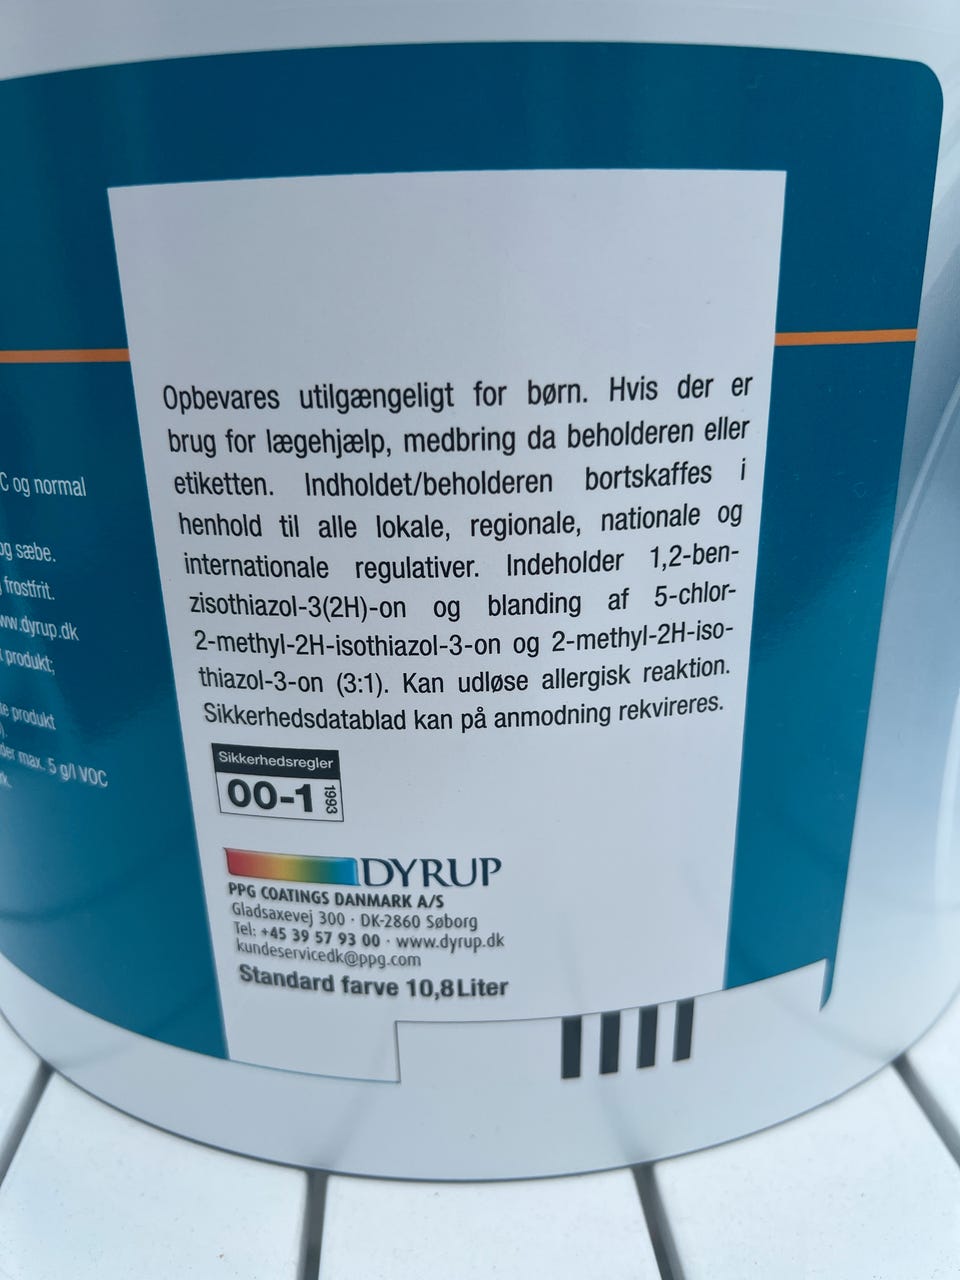 C og normal
og sæbe.
frostfrit.
ww.dyrup.dk
produkt;
te produkt
der max. 5 g/l VOC
rk.
Opbevares utilgængeligt for børn. Hvis der er
brug for lægehjælp, medbring da beholderen eller
etiketten. Indholdet/beholderen bortskaffes i
henhold til alle lokale, regionale, nationale og
internationale regulativer. Indeholder 1,2-ben-
zisothiazol-3(2H)-on og blanding af 5-chlor-
2-methyl-2H-isothiazol-3-on og 2-methyl-2H-iso-
thiazol-3-on (3:1). Kan udløse allergisk reaktion.
Sikkerhedsdatablad kan på anmodning rekvireres.
Sikkerhedsregler
00-1 1993
DYRUP
PPG COATINGS DANMARK A/S
Gladsaxevej 300 · DK-2860 Søborg
Tel: +45 39 57 93 00 · www.dyrup.dk
kundeservicedk@ppg.com
Standard farve 10,8 Liter